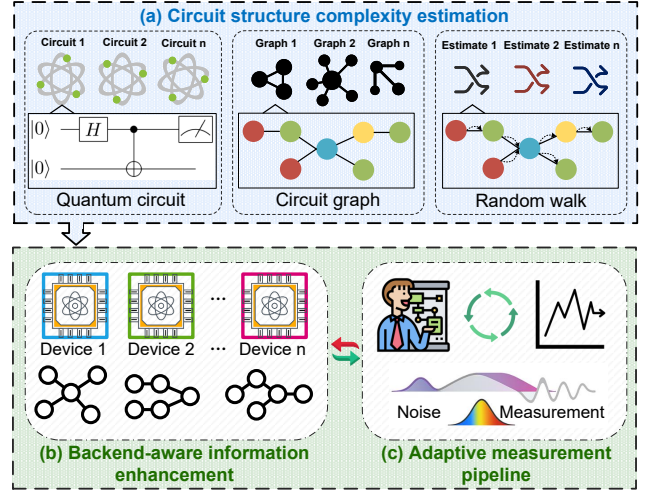 (a) Circuit structure complexity estimation
Circuit 1 Circuit 2 Circuit n
Graph 1 Graph 2 Graph n
Estimate 1 Estimate 2 Estimate n
|0⟩ H
|0⟩
Quantum circuit
Circuit graph
Random walk
Device 1 Device 2 ... Device n
...
Noise Measurement
(b) Backend-aware information
enhancement
(c) Adaptive measurement
pipeline